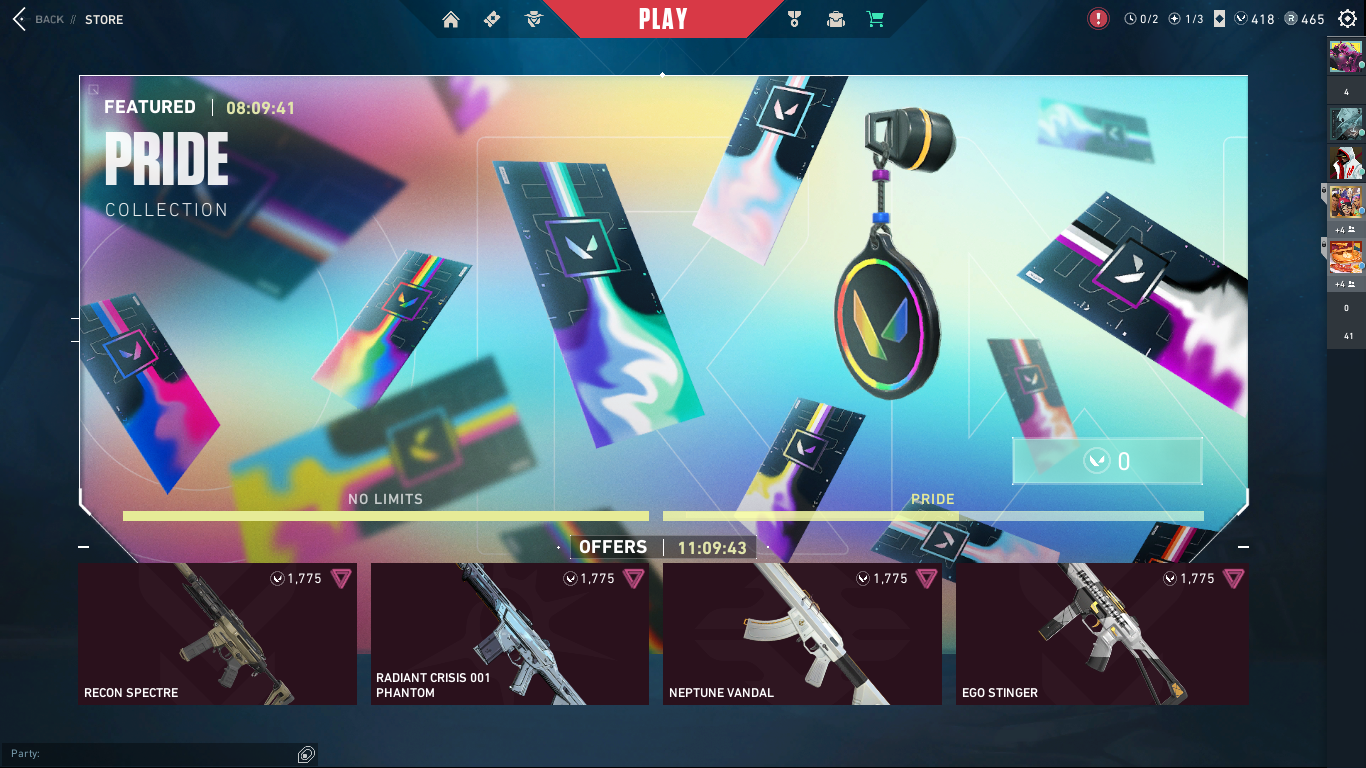 BACK // STORE
PLAY
0/2
1/3
418
R 465
FEATURED | 08:09:41
PRIDE
COLLECTION
4
+4
+4
0
41
0
NO LIMITS
PRIDE
OFFERS | 11:09:43
1,775
RECON SPECTRE
1,775
RADIANT CRISIS 001
PHANTOM
1,775
NEPTUNE VANDAL
1,775
EGO STINGER
Party: